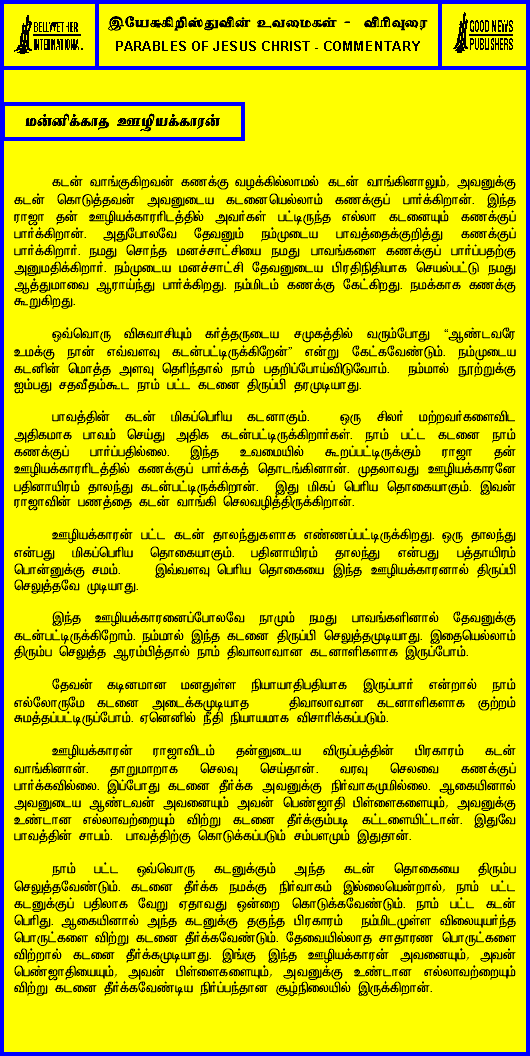 BELLWETHER
INTERNATIONAL
இயேசுகிறிஸ்துவின் உவமைகள் - விரிவுரை
PARABLES OF JESUS CHRIST - COMMENTARY
GOOD NEWS
PUBLISHERS
மன்னிக்காத ஊழியக்காரன்
கடன் வாங்குகிறவன் கணக்கு வழக்கில்லாமல் கடன் வாங்கினாலும், அவனுக்கு
கடன் கொடுத்தவன் அவனுடைய கடனையெல்லாம் கணக்குப் பார்க்கிறான். இந்த
ராஜா தன் ஊழியக்காரரிடத்தில் அவர்கள் பட்டிருந்த எல்லா கடனையும் கணக்குப்
பார்க்கிறான். அதுபோலவே தேவனும் நம்முடைய பாவத்தைக்குறித்து கணக்குப்
பார்க்கிறார். நமது சொந்த மனச்சாட்சியை நமது பாவங்களை கணக்குப் பார்ப்பதற்கு
அனுமதிக்கிறார். நம்முடைய மனச்சாட்சி தேவனுடைய பிரதிநிதியாக செயல்பட்டு நமது
ஆத்துமாவை ஆராய்ந்து பார்க்கிறது. நம்மிடம் கணக்கு கேட்கிறது. நமக்காக கணக்கு
கூறுகிறது.
ஒவ்வொரு விசுவாசியும் கர்த்தருடைய சமுகத்தில் வரும்போது “ஆண்டவரே
உமக்கு நான் எவ்வளவு கடன்பட்டிருக்கிறேன்” என்று கேட்கவேண்டும். நம்முடைய
கடனின் மொத்த அளவு தெரிந்தால் நாம் பதறிப்போய்விடுவோம். நம்மால் நூற்றுக்கு
ஐம்பது சதவீதம்கூட நாம் பட்ட கடனை திருப்பி தரமுடியாது.
பாவத்தின் கடன் மிகப்பெரிய கடனாகும். ஒரு சிலர் மற்றவர்களைவிட
அதிகமாக பாவம் செய்து அதிக கடன்பட்டிருக்கிறார்கள். நாம் பட்ட கடனை நாம்
கணக்குப் பார்ப்பதில்லை. இந்த உவமையில் கூறப்பட்டிருக்கும் ராஜா தன்
ஊழியக்காரரிடத்தில் கணக்குப் பார்க்கத் தொடங்கினான். முதலாவது ஊழியக்காரனே
பதினாயிரம் தாலந்து கடன்பட்டிருக்கிறான். இது மிகப் பெரிய தொகையாகும். இவன்
ராஜாவின் பணத்தை கடன் வாங்கி செலவழித்திருக்கிறான்.
ஊழியக்காரன் பட்ட கடன் தாலந்துகளாக எண்ணப்பட்டிருக்கிறது. ஒரு தாலந்து
என்பது மிகப்பெரிய தொகையாகும். பதினாயிரம் தாலந்து என்பது பத்தாயிரம்
பொன்னுக்கு சமம். இவ்வளவு பெரிய தொகையை இந்த ஊழியக்காரனால் திருப்பி
செலுத்தவே முடியாது.
இந்த ஊழியக்காரனைப்போலவே நாமும் நமது பாவங்களினால் தேவனுக்கு
கடன்பட்டிருக்கிறோம். நம்மால் இந்த கடனை திருப்பி செலுத்தமுடியாது. இதையெல்லாம்
திரும்ப செலுத்த ஆரம்பித்தால் நாம் திவாலாவான கடனாளிகளாக இருப்போம்.
தேவன் கடினமான மனதுள்ள நியாயாதிபதியாக இருப்பார் என்றால் நாம்
எல்லோருமே கடனை அடைக்கமுடியாத திவாலாவான கடனாளிகளாக குற்றம்
சுமத்தப்பட்டிருப்போம். ஏனெனில் நீதி நியாயமாக விசாரிக்கப்படும்.
ஊழியக்காரன் ராஜாவிடம் தன்னுடைய விருப்பத்தின் பிரகாரம் கடன்
வாங்கினான். தாறுமாறாக செலவு செய்தான். வரவு செலவை கணக்குப்
பார்க்கவில்லை. இப்போது கடனை தீர்க்க அவனுக்கு நிர்வாகமுமில்லை. ஆகையினால்
அவனுடைய ஆண்டவன் அவனையும் அவன் பெண்ஜாதி பிள்ளைகளையும், அவனுக்கு
உண்டான எல்லாவற்றையும் விற்று கடனை தீர்க்கும்படி கட்டளையிட்டான். இதுவே
பாவத்தின் சாபம். பாவத்திற்கு கொடுக்கப்படும் சம்பளமும் இதுதான்.
நாம் பட்ட ஒவ்வொரு கடனுக்கும் அந்த கடன் தொகையை திரும்ப
செலுத்தவேண்டும். கடனை தீர்க்க நமக்கு நிர்வாகம் இல்லையென்றால், நாம் பட்ட
கடனுக்குப் பதிலாக வேறு ஏதாவது ஒன்றை கொடுக்கவேண்டும். நாம் பட்ட கடன்
பெரிது. ஆகையினால் அந்த கடனுக்கு தகுந்த பிரகாரம் நம்மிடமுள்ள விலையுயர்ந்த
பொருட்களை விற்று கடனை தீர்க்கவேண்டும். தேவையில்லாத சாதாரண பொருட்களை
விற்றால் கடனை தீர்க்கமுடியாது. இங்கு இந்த ஊழியக்காரன் அவனையும், அவன்
பெண்ஜாதியையும், அவன் பிள்ளைகளையும், அவனுக்கு உண்டான எல்லாவற்றையும்
விற்று கடனை தீர்க்கவேண்டிய நிர்ப்பந்தான சூழ்நிலையில் இருக்கிறான்.